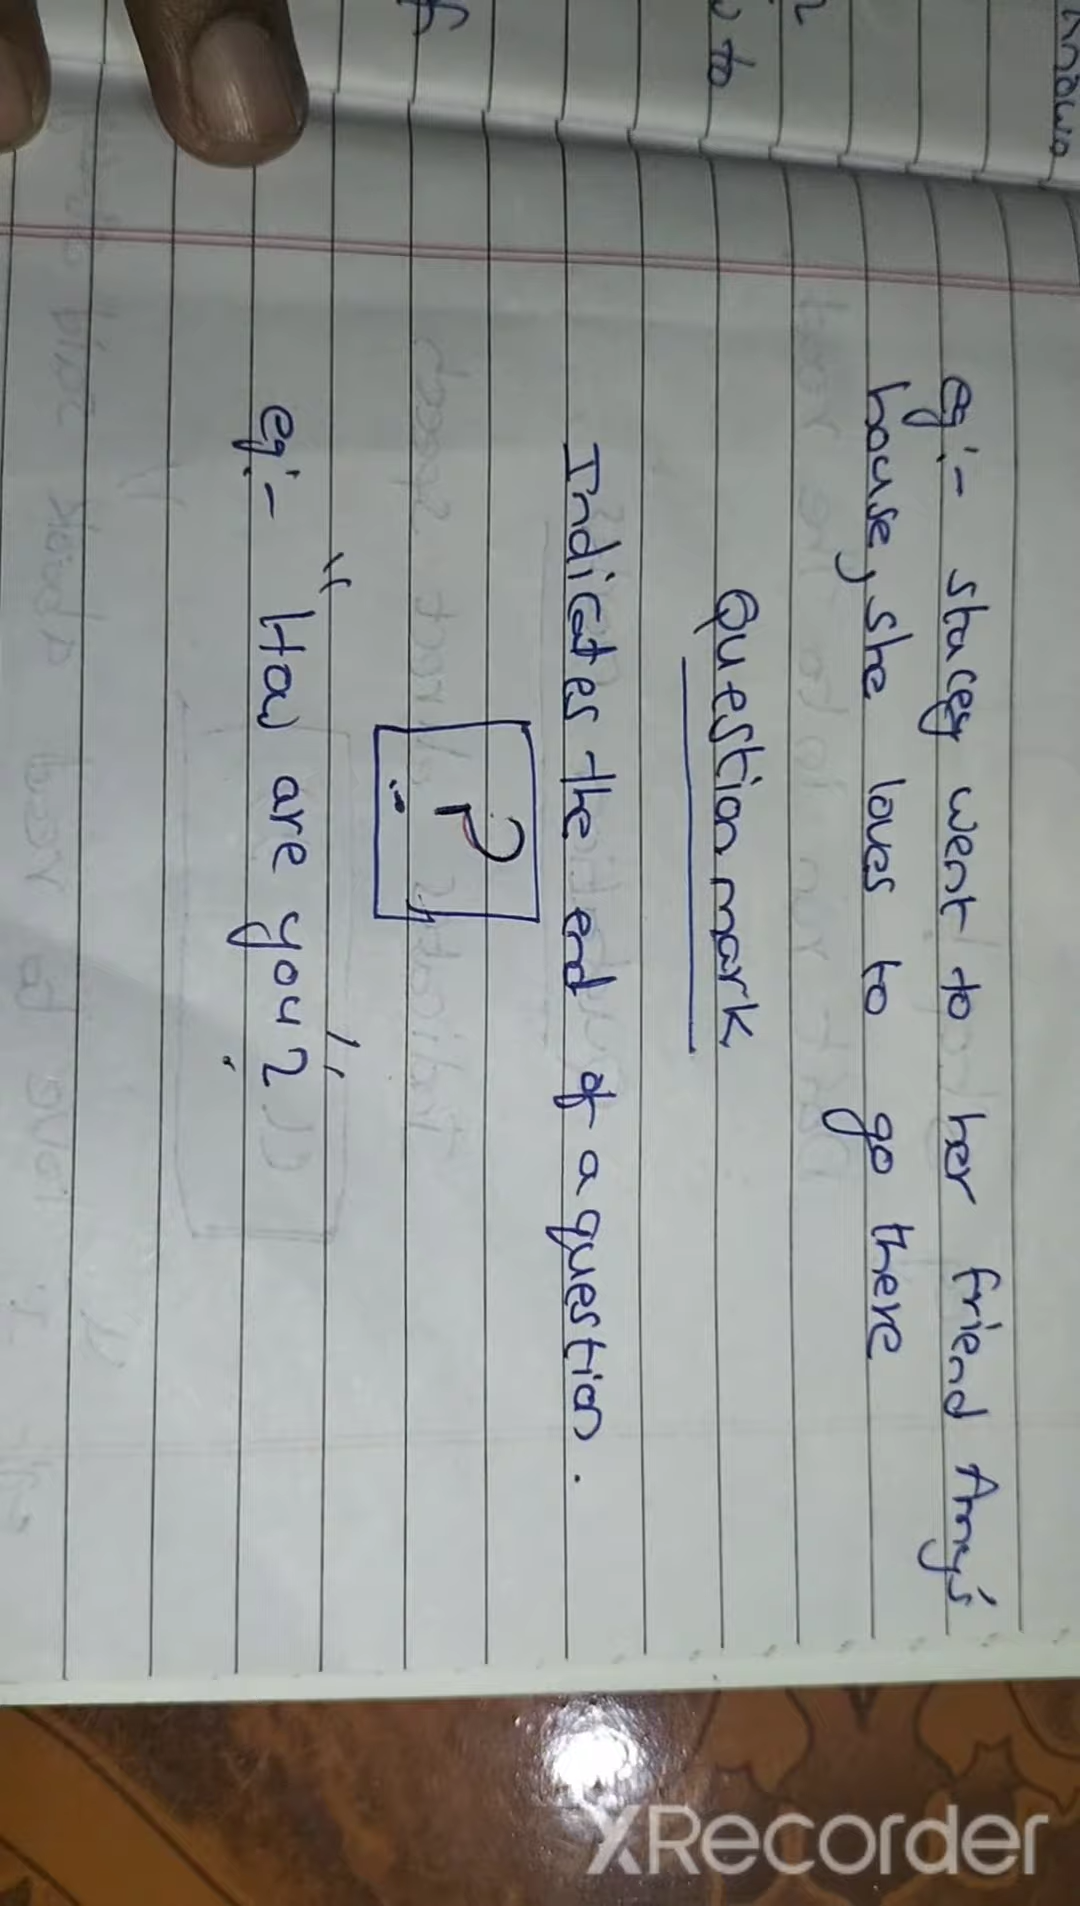 eg:- stacey went to her friend Amy's
house, she loves to go there
Question mark
Indicates the end of a question.
?
eg:- "How are you?"
XRecorder